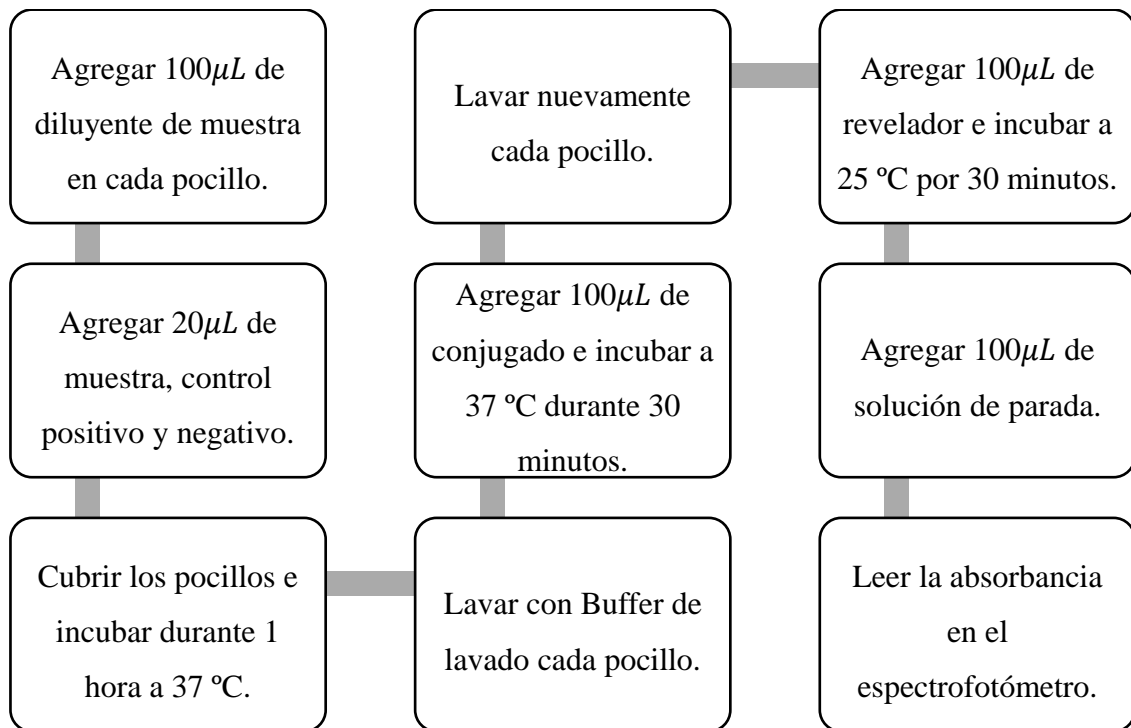 Agregar 100μL de
diluyente de muestra
en cada pocillo.
Agregar 20μL de
muestra, control
positivo y negativo.
Cubrir los pocillos e
incubar durante 1
hora a 37 ºC.
Lavar con Buffer de
lavado cada pocillo.
Agregar 100μL de
conjugado e incubar a
37 ºC durante 30
minutos.
Lavar nuevamente
cada pocillo.
Agregar 100μL de
revelador e incubar a
25 ºC por 30 minutos.
Agregar 100μL de
solución de parada.
Leer la absorbancia
en el
espectrofotómetro.